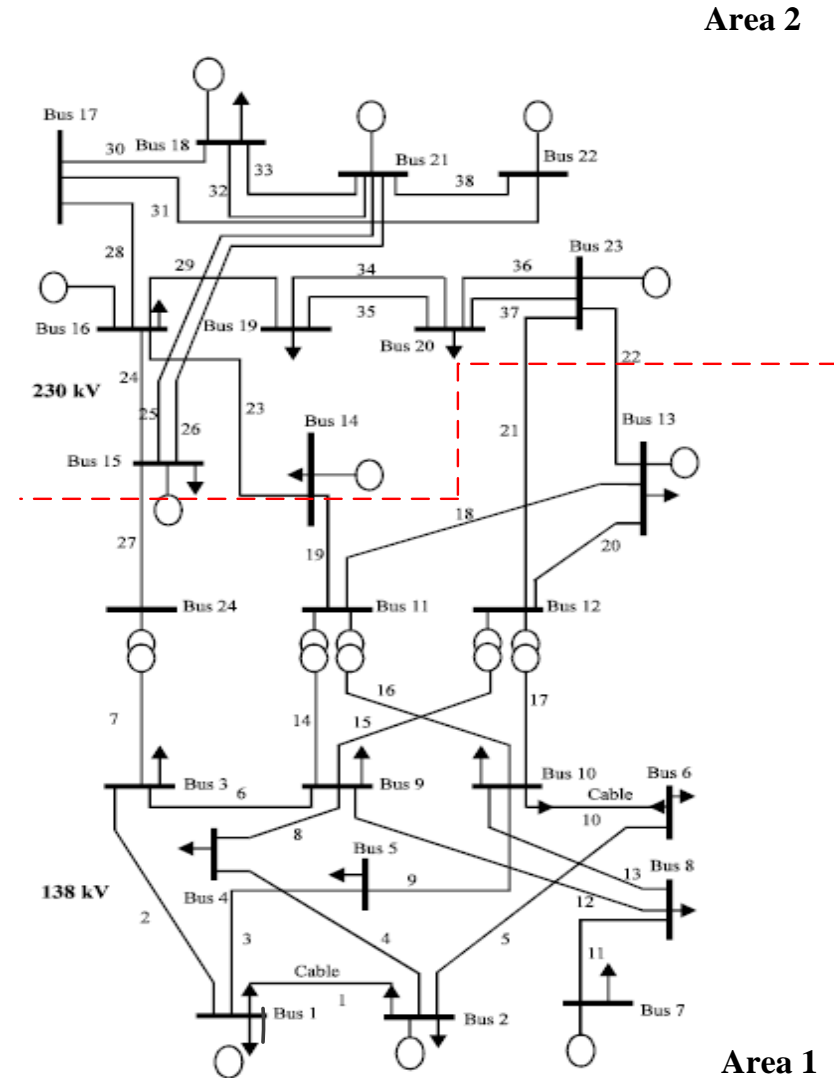 Area 2
Bus 17
30
Bus 18
33
32
Bus 21
Bus 22
38
31
28
29
34
36
Bus 23
35
37
Bus 16
Bus 19
Bus 20
24
22
230 kV
25
26
23
Bus 14
21
Bus 13
Bus 15
18
27
19
20
Bus 24
Bus 11
Bus 12
16
17
7
14
15
Bus 3
Bus 9
Bus 10
Bus 6
6
Cable
10
8
Bus 5
13
Bus 8
138 kV
Bus 4
9
12
2
3
4
5
11
Cable
1
Bus 1
Bus 2
Bus 7
Area 1